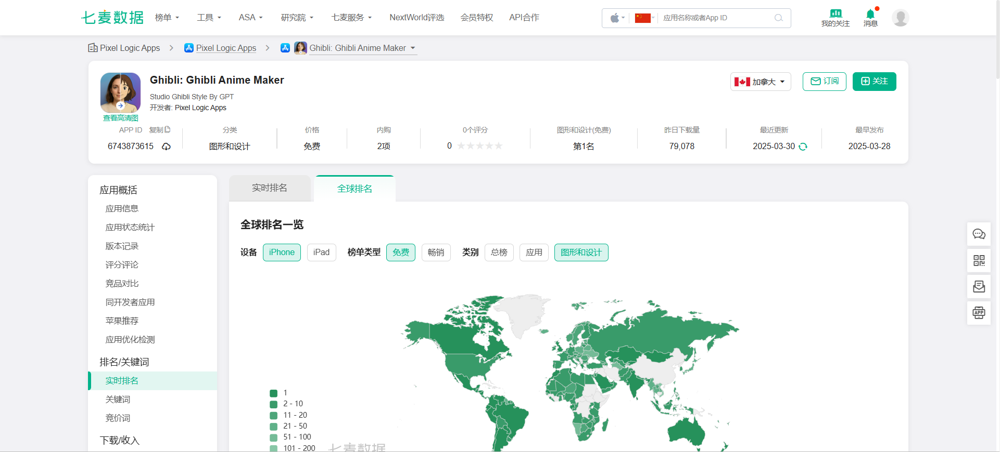 七麦数据 榜单 工具 ASA 研究院 七麦服务 NextWorld评选 会员特权 API合作 应用名称或者App ID 我的关注 消息
Pixel Logic Apps > Pixel Logic Apps > Ghibli: Ghibli Anime Maker
Ghibli: Ghibli Anime Maker
加拿大 订阅 关注
Studio Ghibli Style By GPT
开发者: Pixel Logic Apps
查看高清图
APP ID 复制 分类 价格 内购 0个评分 图形和设计(免费) 昨日下载量 最近更新 最早发布
6743873615 图形和设计 免费 2项 0 第1名 79,078 2025-03-30 2025-03-28
应用概括
应用信息
应用状态统计
版本记录
评分评论
竞品对比
同开发者应用
苹果推荐
应用优化检测
排名/关键词
实时排名
关键词
竞价词
下载/收入
实时排名 全球排名
全球排名一览
设备 iPhone iPad 榜单类型 免费 畅销 类别 总榜 应用 图形和设计
1
2 - 10
11 - 20
21 - 50
51 - 100
101 - 200
七麦数据
APP